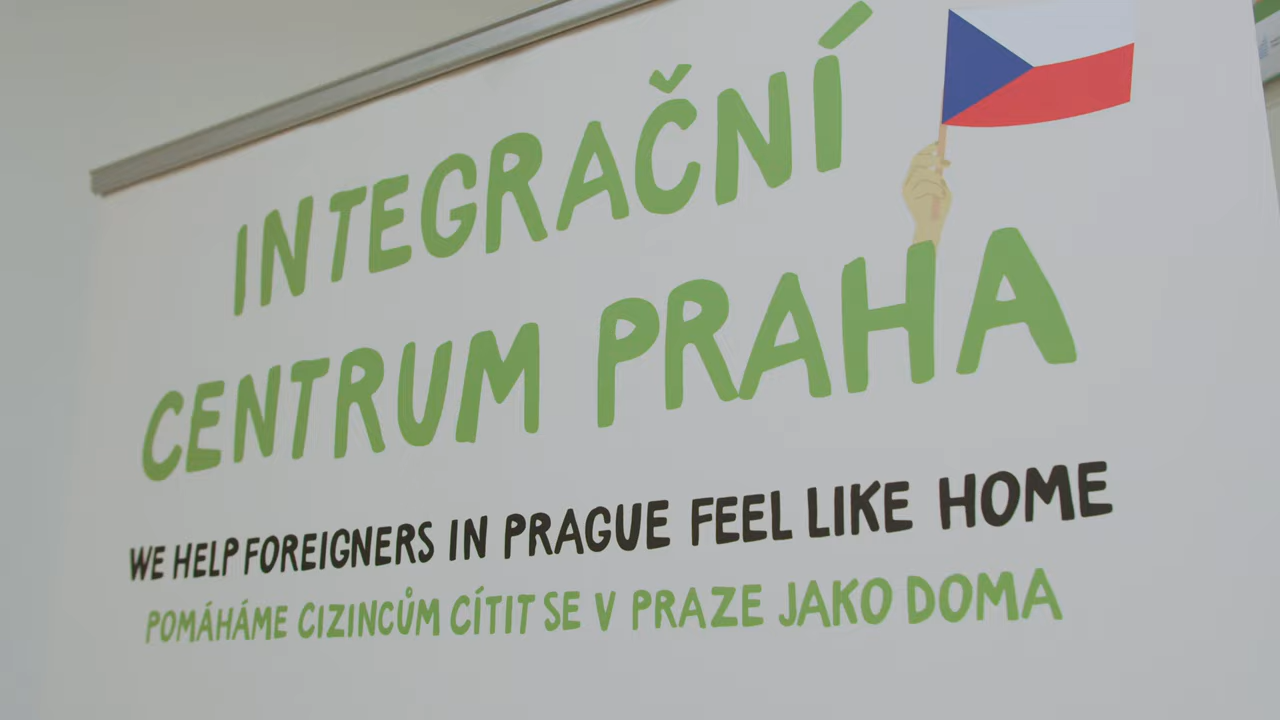 INTEGRAČNÍ
CENTRUM PRAHA
WE HELP FOREIGNERS IN PRAGUE FEEL LIKE HOME
POMÁHÁME CIZINCŮM CÍTIT SE V PRAZE JAKO DOMA